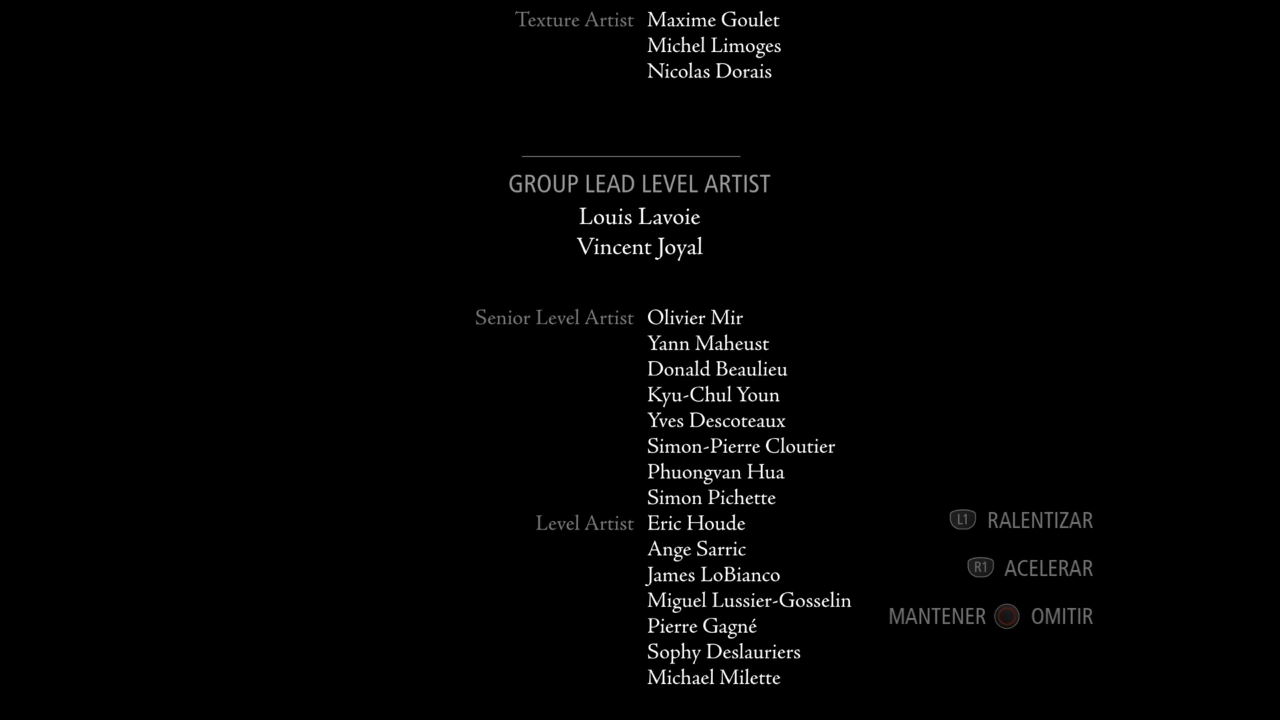 Texture Artist Maxime Goulet
Michel Limoges
Nicolas Dorais
GROUP LEAD LEVEL ARTIST
Louis Lavoie
Vincent Joyal
Senior Level Artist Olivier Mir
Yann Maheust
Donald Beaulieu
Kyu-Chul Youn
Yves Descoteaux
Simon-Pierre Cloutier
Phuongvan Hua
Simon Pichette
Level Artist Eric Houde
Ange Sarric
James LoBianco
Miguel Lussier-Gosselin
Pierre Gagné
Sophy Deslauriers
Michael Milette
L1 RALENTIZAR
R1 ACELERAR
MANTENER OMITIR